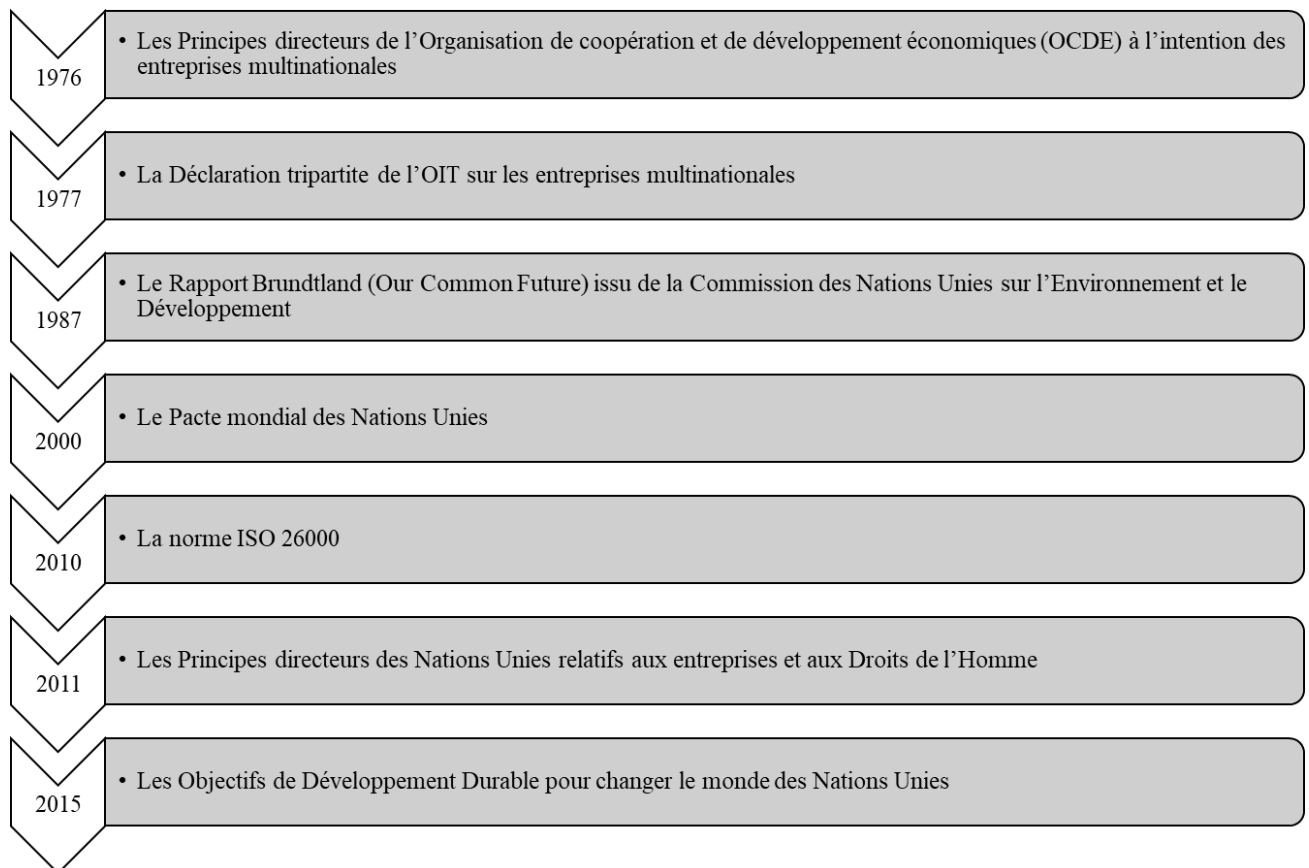 1976
• Les Principes directeurs de l’Organisation de coopération et de développement économiques (OCDE) à l’intention des
entreprises multinationales
1977
• La Déclaration tripartite de l’OIT sur les entreprises multinationales
1987
• Le Rapport Brundtland (Our Common Future) issu de la Commission des Nations Unies sur l’Environnement et le
Développement
2000
• Le Pacte mondial des Nations Unies
2010
• La norme ISO 26000
2011
• Les Principes directeurs des Nations Unies relatifs aux entreprises et aux Droits de l’Homme
2015
• Les Objectifs de Développement Durable pour changer le monde des Nations Unies